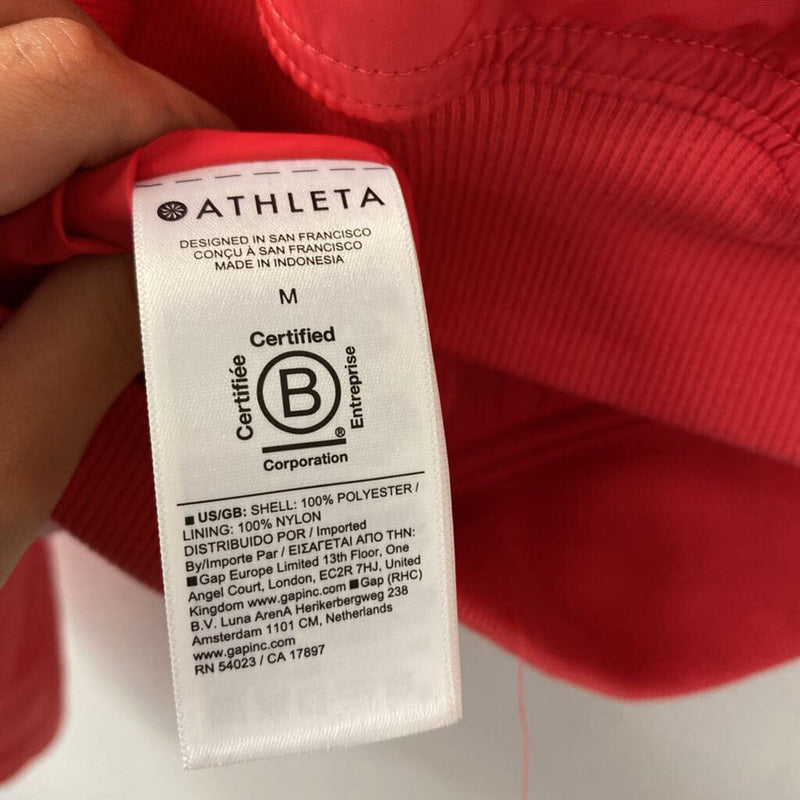 ATHLETA
DESIGNED IN SAN FRANCISCO
CONÇU À SAN FRANCISCO
MADE IN INDONESIA
M
Certified
Certifiée
B
Entreprise
®
Corporation
■ US/GB: SHELL: 100% POLYESTER /
LINING: 100% NYLON
DISTRIBUIDO POR / Imported
By/Importe Par / ΕΙΣΑΓΕΤΑΙ ΑΠΟ ΤΗΝ:
■Gap Europe Limited 13th Floor, One
Angel Court, London, EC2R 7HJ, United
Kingdom www.gapinc.com ■Gap (RHC)
B.V. Luna ArenA Herikerbergweg 238
Amsterdam 1101 CM, Netherlands
www.gapinc.com
RN 54023 / CA 17897